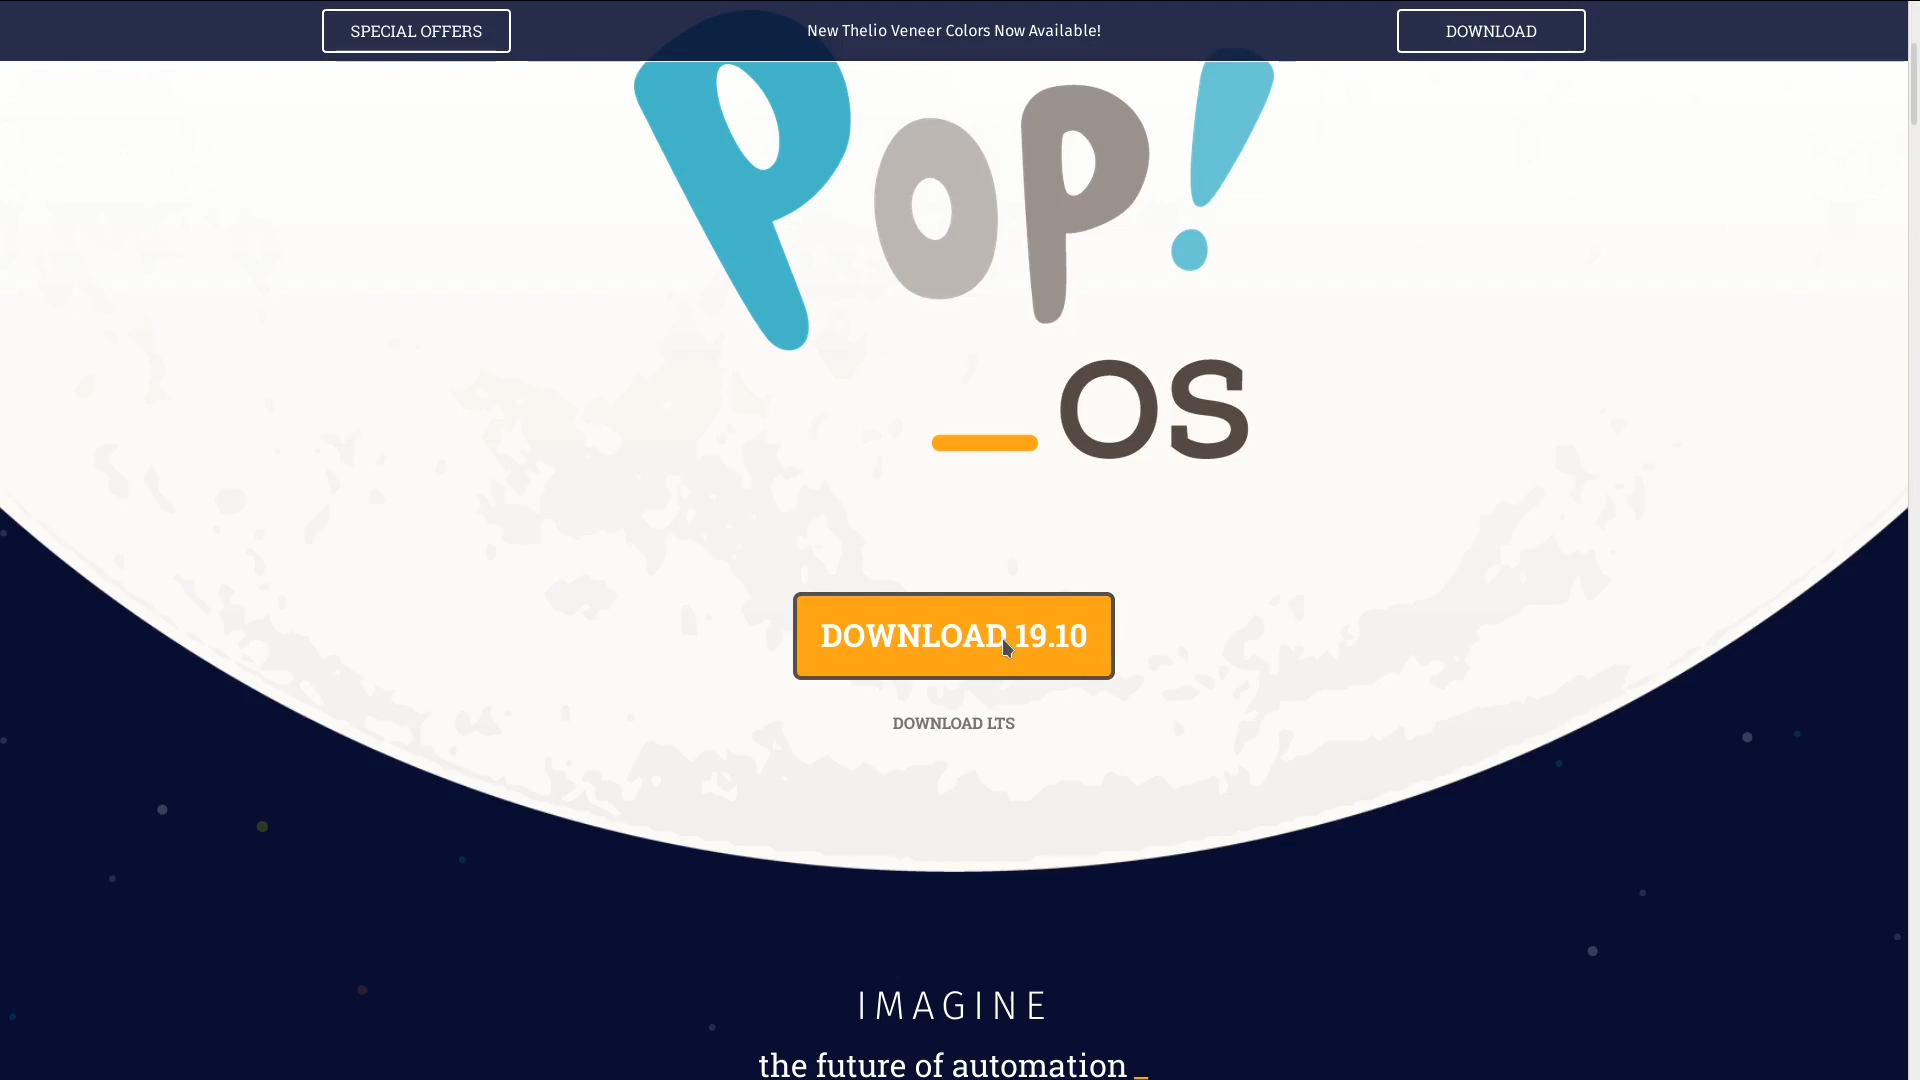 SPECIAL OFFERS
New Thelio Veneer Colors Now Available!
DOWNLOAD
Pop!
_OS
DOWNLOAD 19.10
DOWNLOAD LTS
IMAGINE
the future of automation_